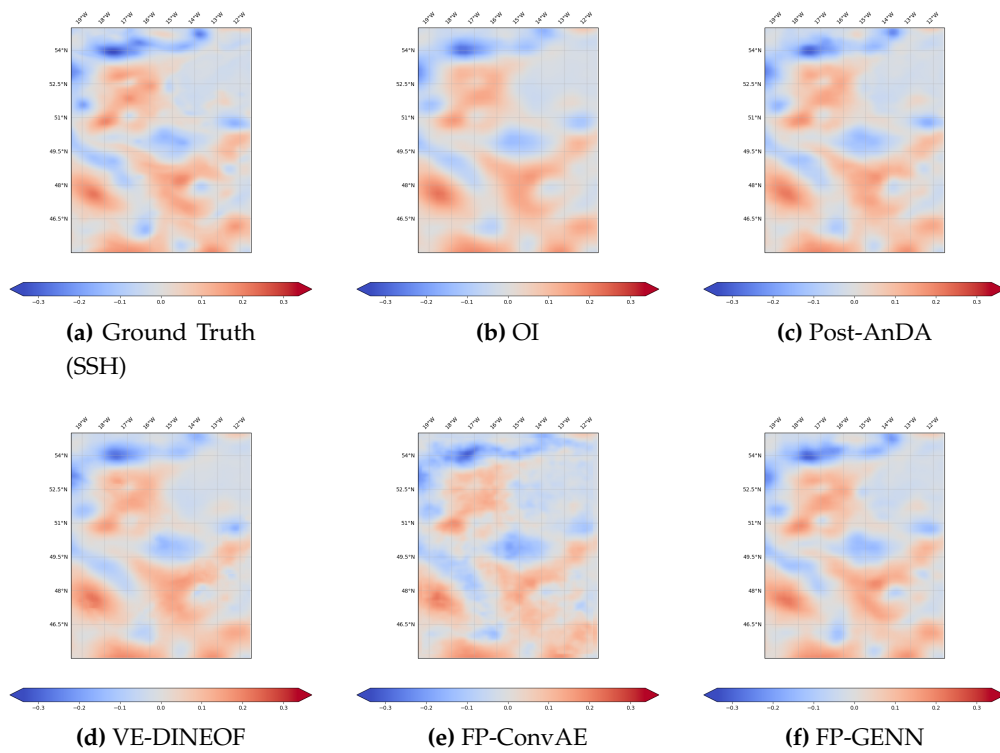 19°W 18°W 17°W 16°W 15°W 14°W 13°W 12°W
54°N
52.5°N
51°N
49.5°N
48°N
46.5°N
−0.3 −0.2 −0.1 0.0 0.1 0.2 0.3
(a) Ground Truth
(SSH)
19°W 18°W 17°W 16°W 15°W 14°W 13°W 12°W
54°N
52.5°N
51°N
49.5°N
48°N
46.5°N
−0.3 −0.2 −0.1 0.0 0.1 0.2 0.3
(b) OI
19°W 18°W 17°W 16°W 15°W 14°W 13°W 12°W
54°N
52.5°N
51°N
49.5°N
48°N
46.5°N
−0.3 −0.2 −0.1 0.0 0.1 0.2 0.3
(c) Post-AnDA
19°W 18°W 17°W 16°W 15°W 14°W 13°W 12°W
54°N
52.5°N
51°N
49.5°N
48°N
46.5°N
−0.3 −0.2 −0.1 0.0 0.1 0.2 0.3
(d) VE-DINEOF
19°W 18°W 17°W 16°W 15°W 14°W 13°W 12°W
54°N
52.5°N
51°N
49.5°N
48°N
46.5°N
−0.3 −0.2 −0.1 0.0 0.1 0.2 0.3
(e) FP-ConvAE
19°W 18°W 17°W 16°W 15°W 14°W 13°W 12°W
54°N
52.5°N
51°N
49.5°N
48°N
46.5°N
−0.3 −0.2 −0.1 0.0 0.1 0.2 0.3
(f) FP-GENN